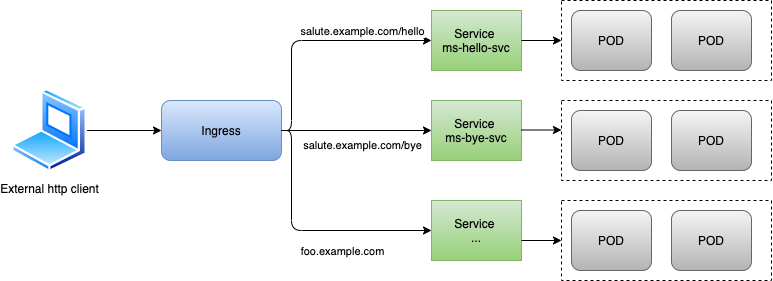 salute.example.com/hello
Service
ms-hello-svc
POD
POD
External http client
Ingress
salute.example.com/bye
Service
ms-bye-svc
POD
POD
foo.example.com
Service
...
POD
POD